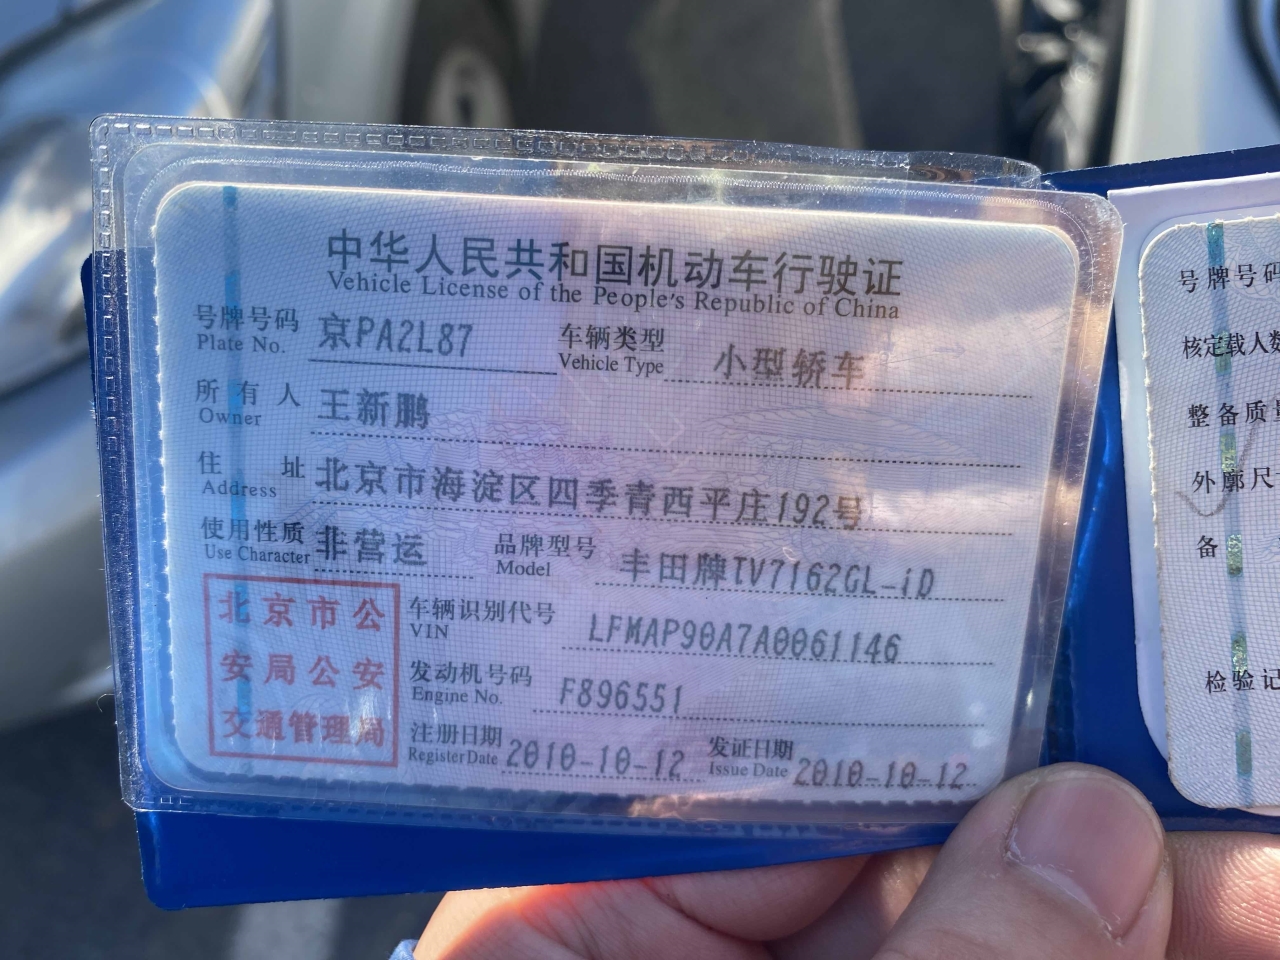 中华人民共和国机动车行驶证
Vehicle License of the People's Republic of China
号牌号码 京PA2L87 车辆类型 小型轿车
Plate No. Vehicle Type
所有人 王新鹏
Owner
住址 北京市海淀区四季青西平庄192号
Address
使用性质 非营运 品牌型号 丰田牌TV7162GL-iD
Use Character Model
北京市公
安局公安
交通管理局
车辆识别代号 LFMAP90A7A0061146
VIN
发动机号码 F896551
Engine No.
注册日期 2010-10-12 发证日期 2010-10-12
Register Date Issue Date
号牌号码
核定载人数
整备质量
外廓尺
备
检验记